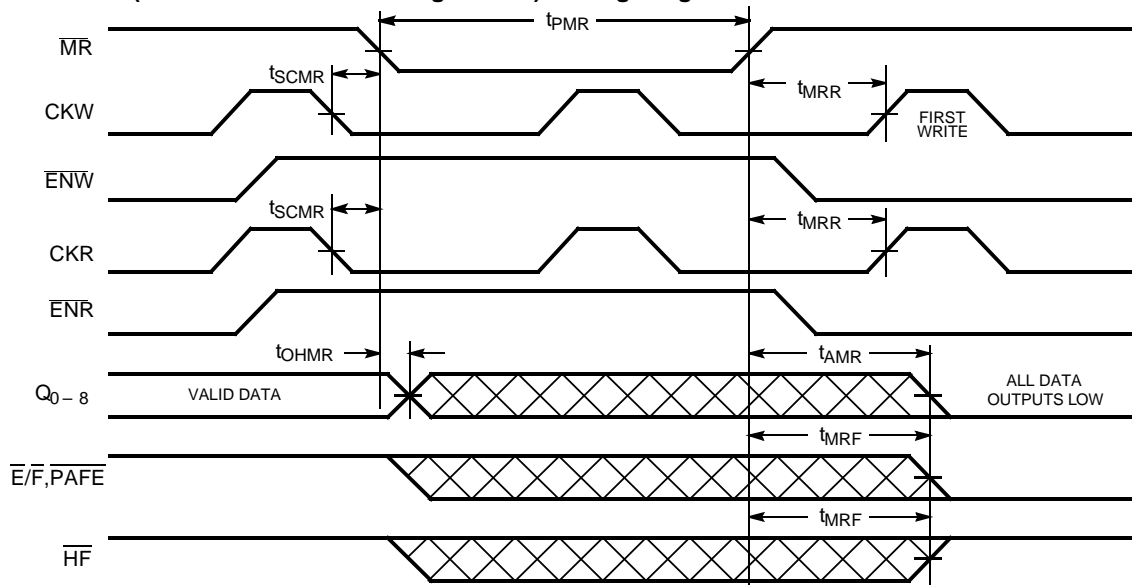 tPMR
MR
tSCMR
tMRR
CKW
FIRST
WRITE
ENW
tSCMR
tMRR
CKR
ENR
tOHMR
tAMR
Q0 – 8
VALID DATA
ALL DATA
OUTPUTS LOW
tMRF
E/F,PAFE
tMRF
HF